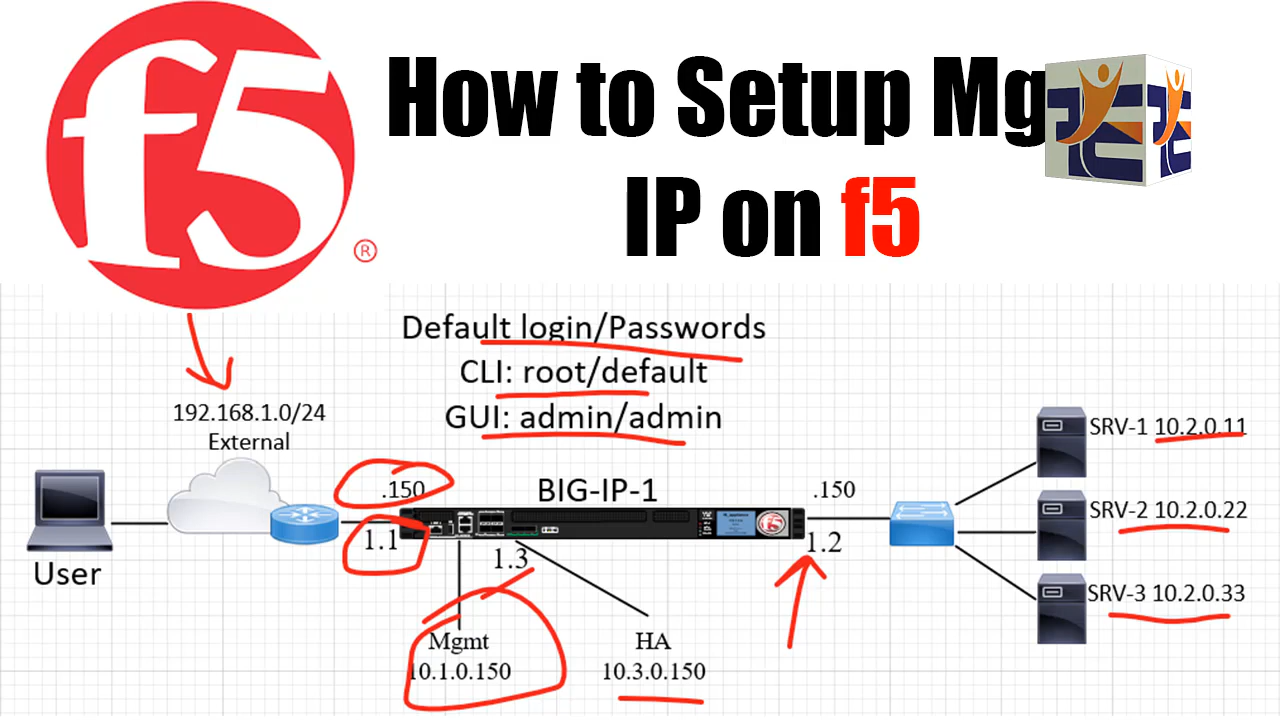 f5
®
How to Setup Mg
IP on f5
Default login/Passwords
CLI: root/default
GUI: admin/admin
192.168.1.0/24
External
.150
BIG-IP-1
.150
1.1
1.3
1.2
User
Mgmt
10.1.0.150
HA
10.3.0.150
SRV-1 10.2.0.11
SRV-2 10.2.0.22
SRV-3 10.2.0.33